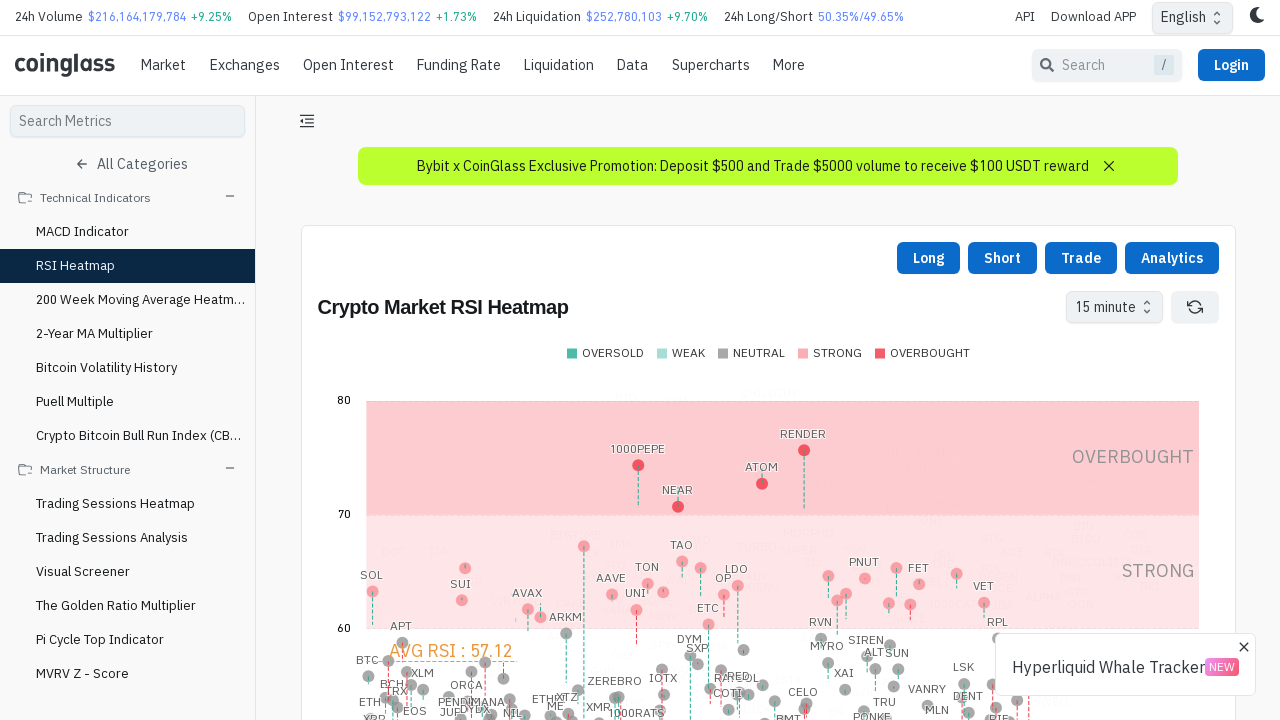 24h Volume $216,164,179,784 +9.25% Open Interest $99,152,793,122 +1.73% 24h Liquidation $252,780,103 +9.70% 24h Long/Short 50.35%/49.65% API Download APP English
coinglass Market Exchanges Open Interest Funding Rate Liquidation Data Supercharts More Search / Login
Search Metrics
All Categories
Technical Indicators
MACD Indicator
RSI Heatmap
200 Week Moving Average Heatm...
2-Year MA Multiplier
Bitcoin Volatility History
Puell Multiple
Crypto Bitcoin Bull Run Index (CB...
Market Structure
Trading Sessions Heatmap
Trading Sessions Analysis
Visual Screener
The Golden Ratio Multiplier
Pi Cycle Top Indicator
MVRV Z - Score
Bybit x CoinGlass Exclusive Promotion: Deposit $500 and Trade $5000 volume to receive $100 USDT reward
Long Short Trade Analytics
Crypto Market RSI Heatmap 15 minute
OVERSOLD WEAK NEUTRAL STRONG OVERBOUGHT
80
RENDER
1000PEPE
OVERBOUGHT
ATOM
NEAR
70
TAO
PNUT
TON LDO FET
STRONG
SOL AAVE OP
SUI VET
AVAX UNI
ETC
ARKM
RVN RPL
60
APT
DYM SIREN
AVG RSI : 57.12
SXP MYRO ALT SUN
BTC
LSK
XLM IOTX RED XAI
ZEREBRO
BCH ORCA
TRX VANRY
CELO
ETH COTI DENT
XTZ TRU
ME XMR
EOS JUP NIL 1000RATS MLN
Hyperliquid Whale Tracker NEW